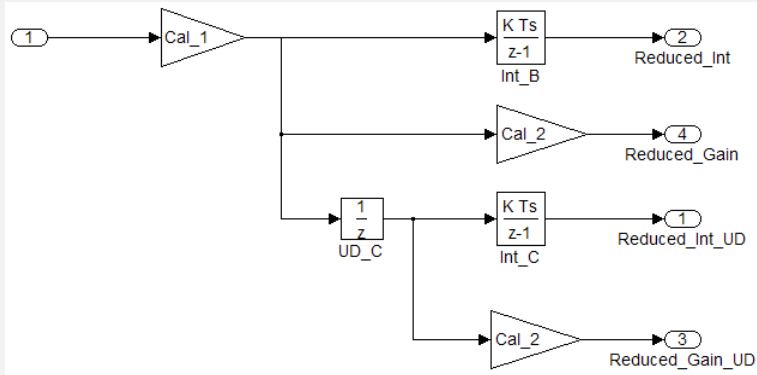 1
Cal_1
K Ts
z-1
Int_B
2
Reduced_Int
Cal_2
4
Reduced_Gain
1
z
UD_C
K Ts
z-1
Int_C
1
Reduced_Int_UD
Cal_2
3
Reduced_Gain_UD